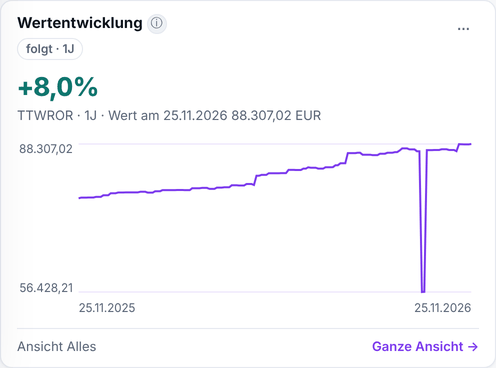 Wertentwicklung ⓘ
...
folgt · 1J
+8,0%
TTWROR · 1J · Wert am 25.11.2026 88.307,02 EUR
88.307,02
56.428,21
25.11.2025 25.11.2026
Ansicht Alles Ganze Ansicht →